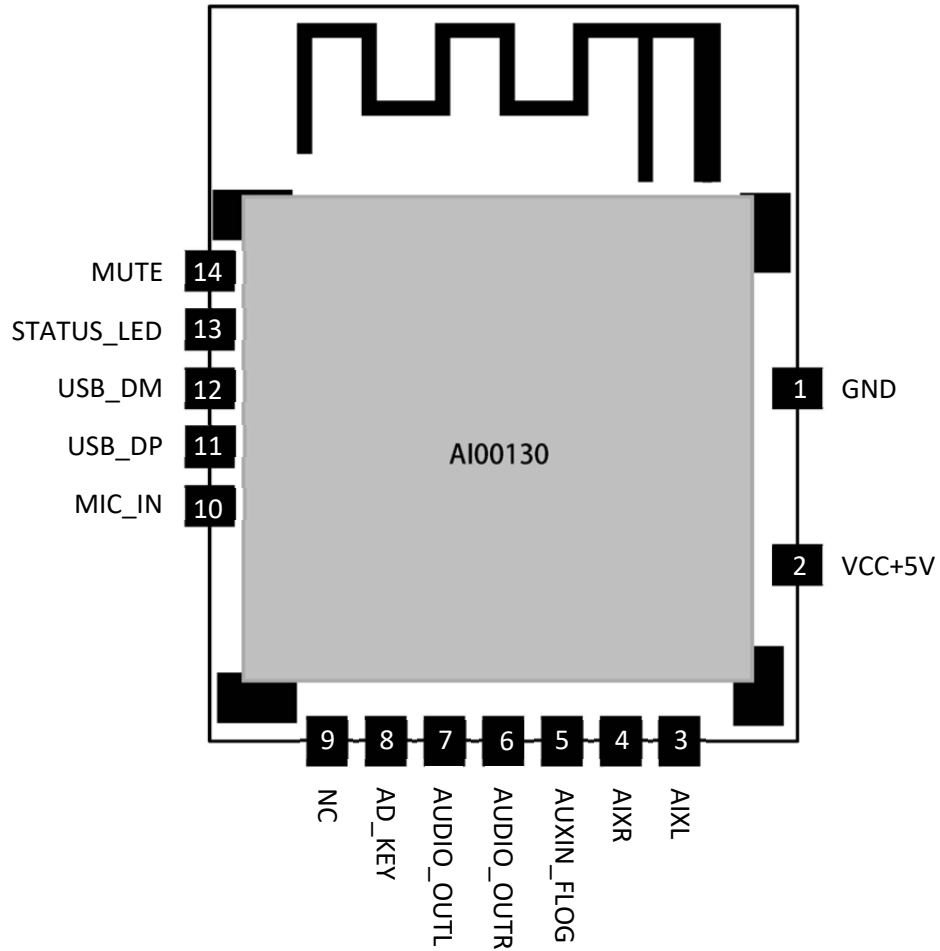 MUTE 14
STATUS_LED 13
USB_DM 12
1 GND
USB_DP 11
AI00130
MIC_IN 10
2 VCC+5V
9 8 7 6 5 4 3
NC
AD_KEY
AUDIO_OUTL
AUDIO_OUTR
AUXIN_FLOG
AIXR
AIXL